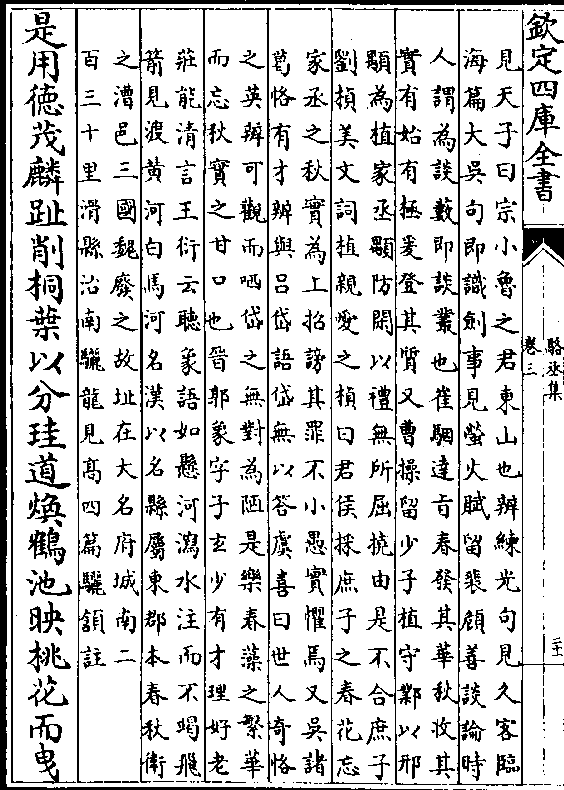 欽定四庫全書
駱丞集
卷三
二十
見天子曰宗小魯之君東山也辨練光句見久客臨
海篇大吳句即識劍事見螢火賦留裴頠善談論時
人謂為談藪即談叢也崔駰達旨春發其華秋收其
實有始有極爰登其質又曹操留少子植守鄴以邢
顒為植家丞顒防閑以禮無所屈撓由是不合庶子
劉楨美文詞植親愛之楨曰君侯採庶子之春花忘
家丞之秋實為上招謗其罪不小愚實懼焉又吳諸
葛恪有才辨與呂岱語岱無以答虞喜曰世人奇恪
之英辨可觀而哂岱之無對為陋是樂春藻之繁華
而忘秋實之甘口也晉郭象字子玄少有才理好老
莊能清言王衍云聽象語如懸河瀉水注而不竭飛
箭見渡黃河白馬河名漢以名縣屬東郡本春秋衛
之漕邑三國魏廢之故址在大名府城南二
百三十里滑縣治南驪龍見高四篇驪頷註
是用德茂麟趾削桐葉以分珪道煥鶴池映桃花而曳